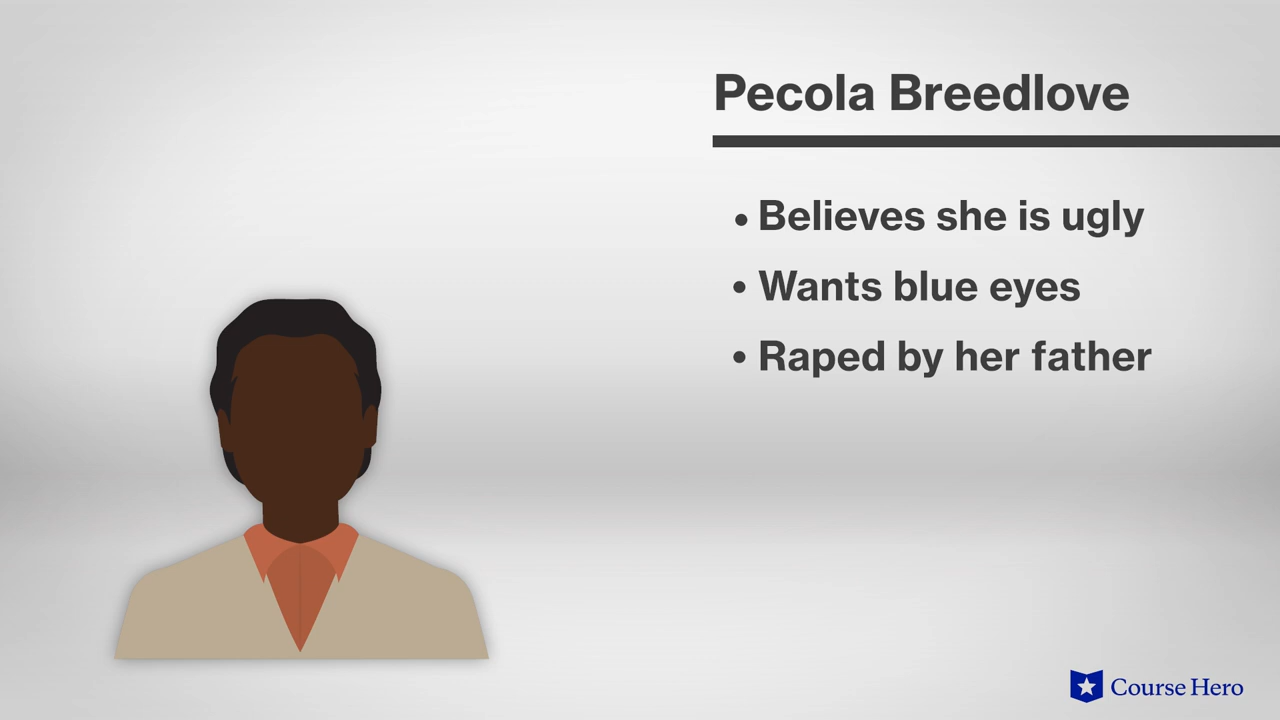 Pecola Breedlove
• Believes she is ugly
• Wants blue eyes
• Raped by her father
Course Hero